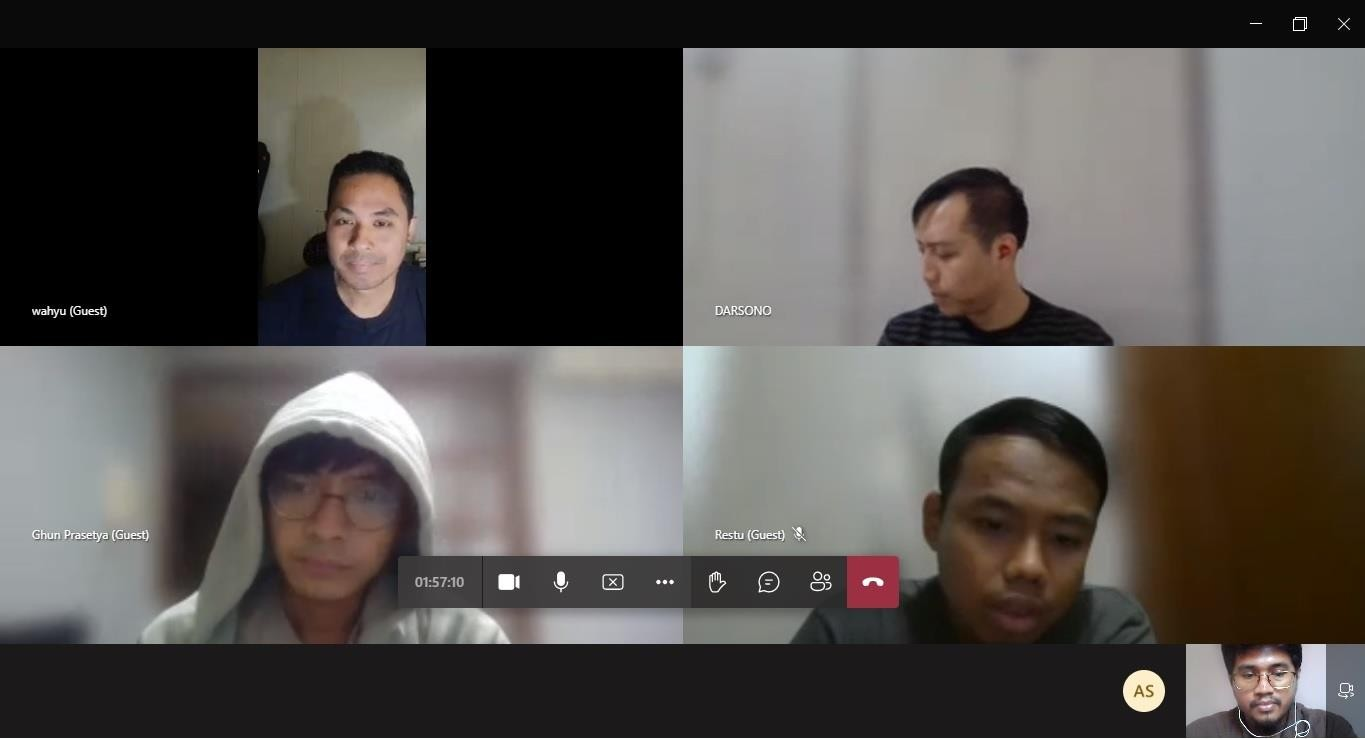 wahyu (Guest)
DARSONO
Ghun Prasetya (Guest)
Restu (Guest)
01:57:10
AS